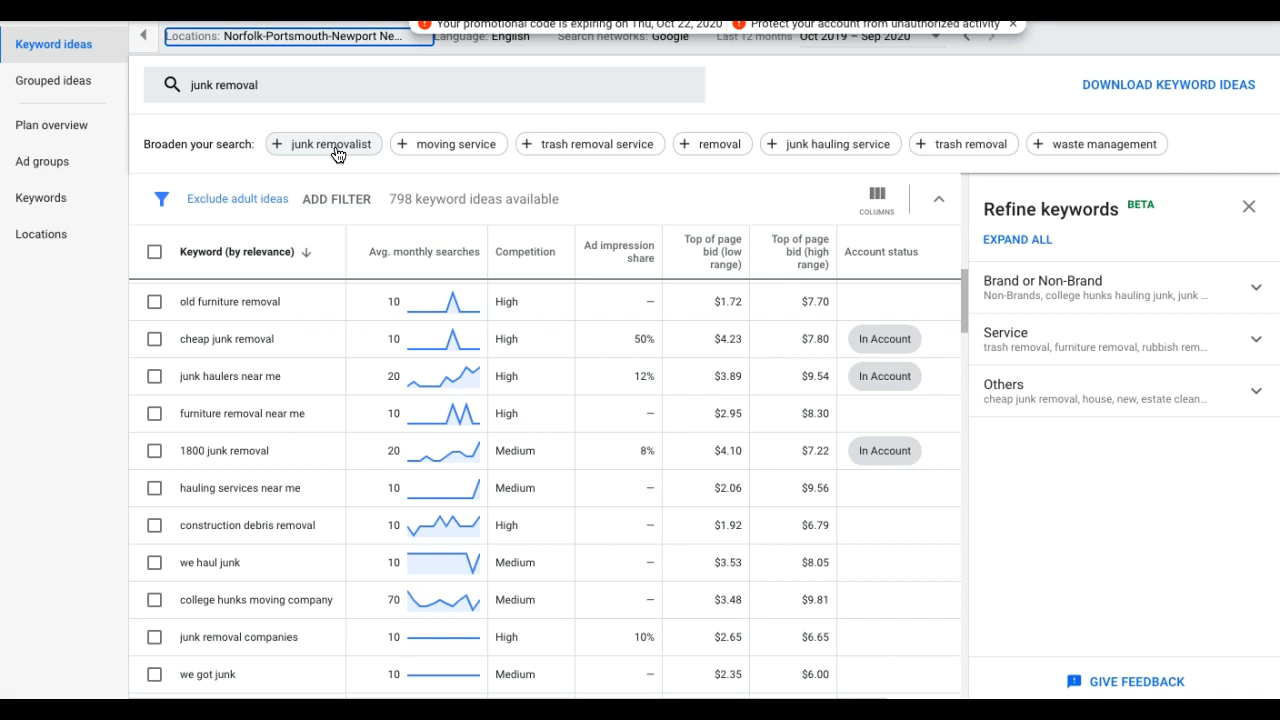 Your promotional code is expiring on Thu, Oct 22, 2020 Protect your account from unauthorized activity
Locations: Norfolk-Portsmouth-Newport Ne... Language: English Search networks: Google Last 12 months Oct 2019 – Sep 2020
Keyword ideas
Grouped ideas
Plan overview
Ad groups
Keywords
Locations
junk removal
DOWNLOAD KEYWORD IDEAS
Broaden your search: junk removalist moving service trash removal service removal junk hauling service trash removal waste management
Exclude adult ideas ADD FILTER 798 keyword ideas available
COLUMNS
Keyword (by relevance) Avg. monthly searches Competition Ad impression share Top of page bid (low range) Top of page bid (high range) Account status
old furniture removal 10 High – $1.72 $7.70
cheap junk removal 10 High 50% $4.23 $7.80 In Account
junk haulers near me 20 High 12% $3.89 $9.54 In Account
furniture removal near me 10 High – $2.95 $8.30
1800 junk removal 20 Medium 8% $4.10 $7.22 In Account
hauling services near me 10 Medium – $2.06 $9.56
construction debris removal 10 High – $1.92 $6.79
we haul junk 10 Medium – $3.53 $8.05
college hunks moving company 70 Medium – $3.48 $9.81
junk removal companies 10 High 10% $2.65 $6.65
we got junk 10 Medium – $2.35 $6.00
Refine keywords BETA
EXPAND ALL
Brand or Non-Brand
Non-Brands, college hunks hauling junk, junk ...
Service
trash removal, furniture removal, rubbish rem...
Others
cheap junk removal, house, new, estate clean...
GIVE FEEDBACK